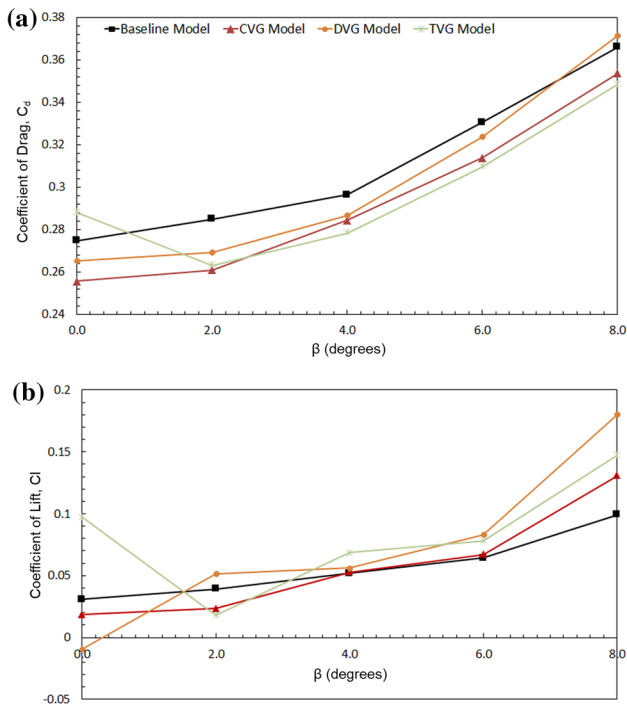 (a)
0.38
Baseline Model CVG Model DVG Model TVG Model
0.36
0.34
0.32
0.3
0.28
0.26
0.24
Coefficient of Drag, Cd
0.0 2.0 4.0 6.0 8.0
β (degrees)
(b)
0.2
0.15
0.1
0.05
0
-0.05
Coefficient of Lift, Cl
0.0 2.0 4.0 6.0 8.0
β (degrees)